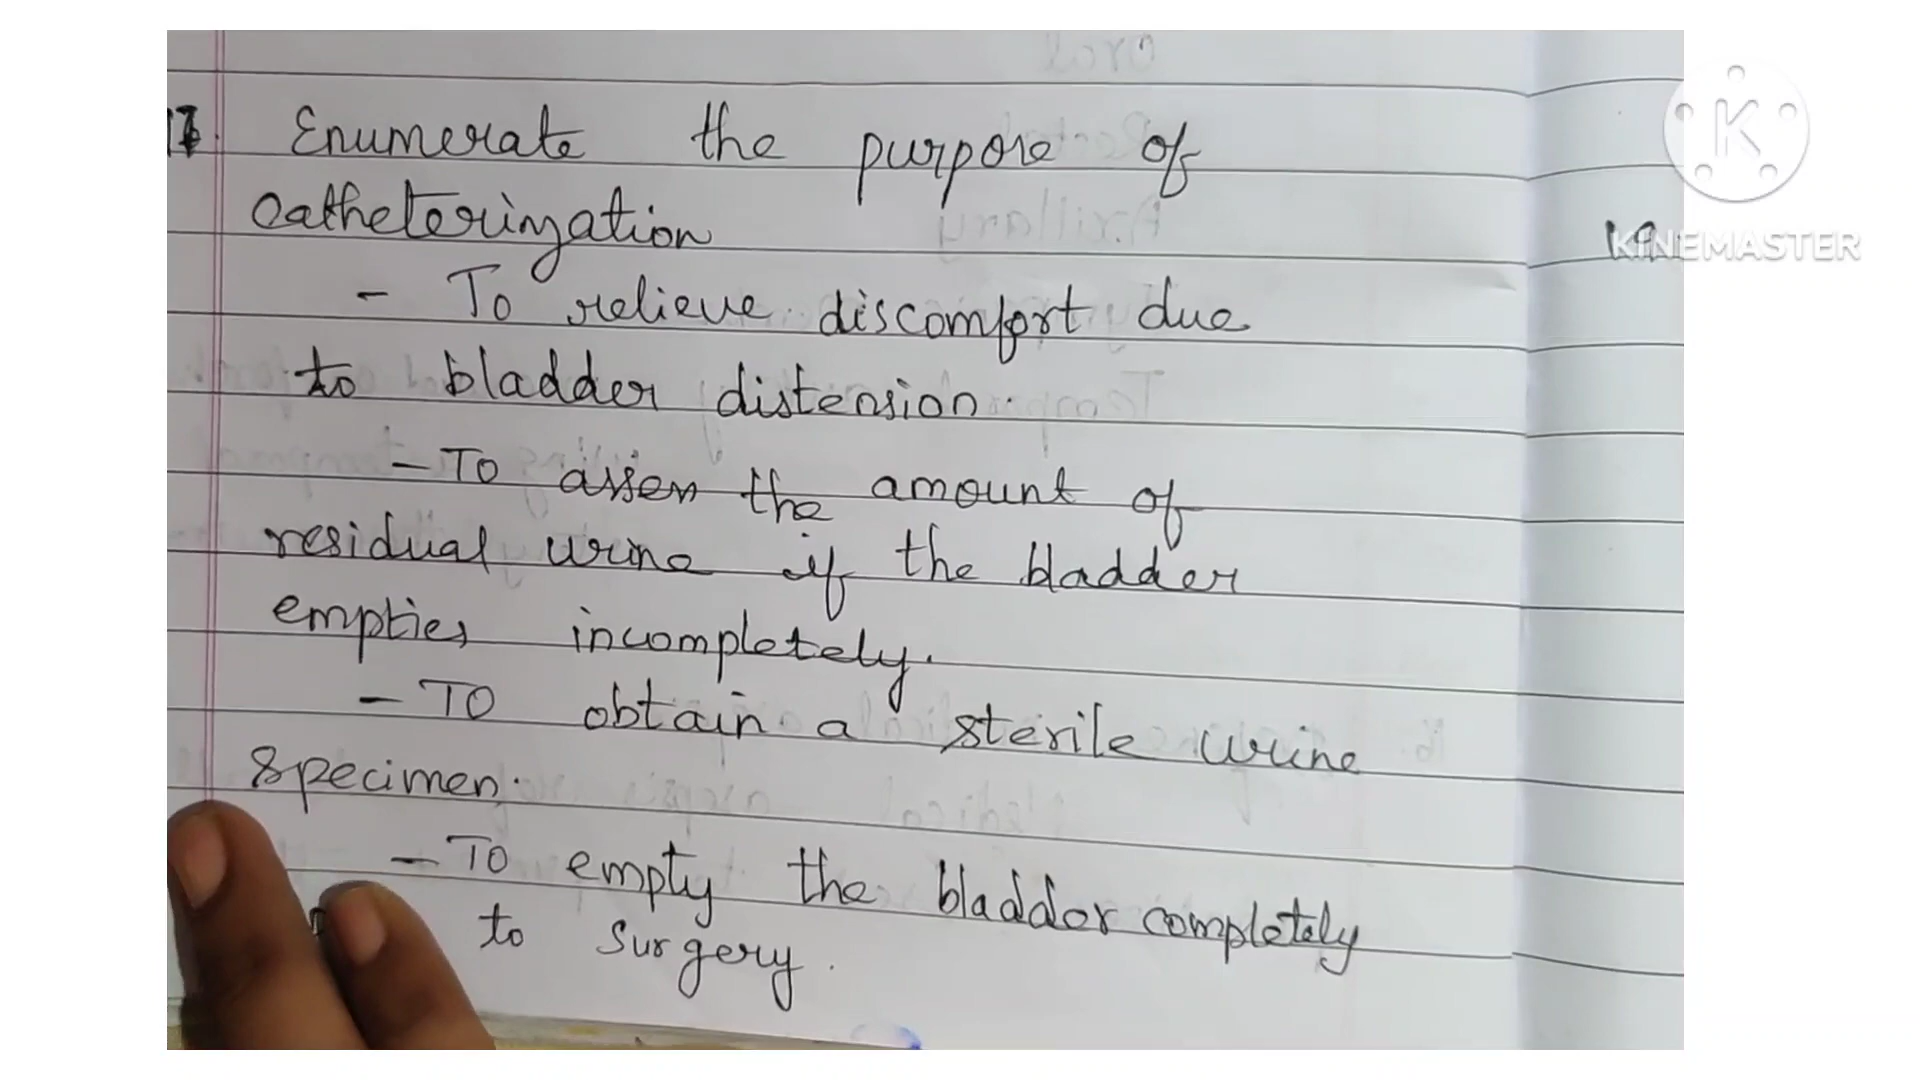 17. Enumerate the purpose of
catheterization
- To relieve discomfort due
to bladder distension.
- To assess the amount of
residual urine if the bladder
empties incompletely.
- To obtain a sterile urine
specimen.
- To empty the bladder completely
to surgery.
19
K
KINEMASTER